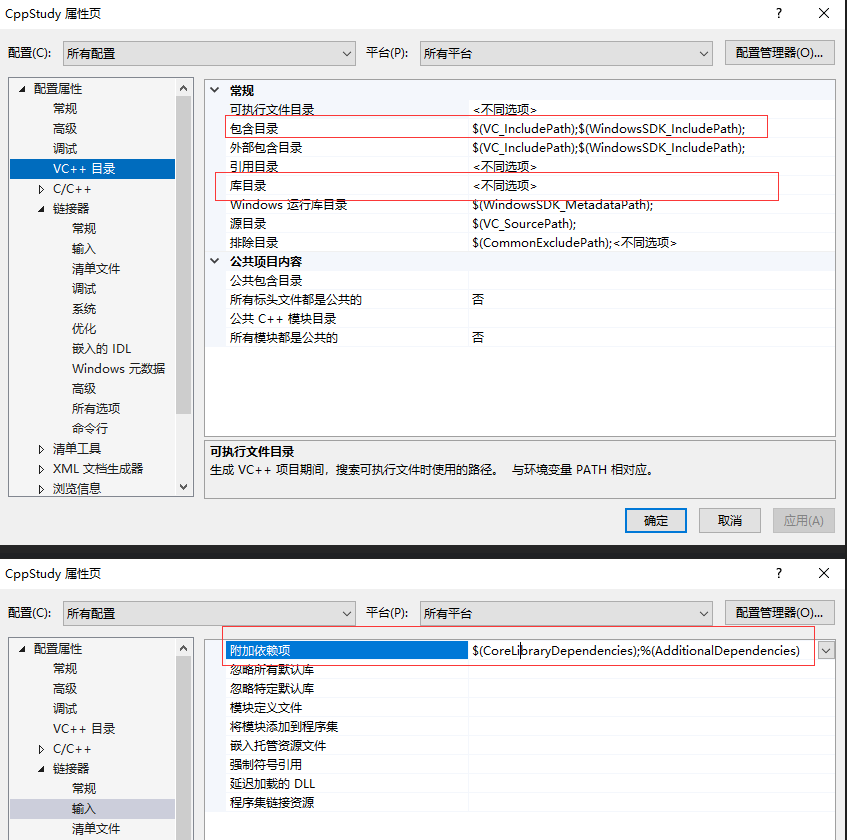 CppStudy 属性页
配置(C): 所有配置 平台(P): 所有平台 配置管理器(O)...
配置属性
常规
高级
调试
VC++ 目录
C/C++
链接器
常规
输入
清单文件
调试
系统
优化
嵌入的 IDL
Windows 元数据
高级
所有选项
命令行
清单工具
XML 文档生成器
浏览信息
常规
可执行文件目录 <不同选项>
包含目录 $(VC_IncludePath);$(WindowsSDK_IncludePath);
外部包含目录 $(VC_IncludePath);$(WindowsSDK_IncludePath);
引用目录 <不同选项>
库目录 <不同选项>
Windows 运行库目录 $(WindowsSDK_MetadataPath);
源目录 $(VC_SourcePath);
排除目录 $(CommonExcludePath);<不同选项>
公共项目内容
公共包含目录
所有标头文件都是公共的 否
公共 C++ 模块目录
所有模块都是公共的 否
可执行文件目录
生成 VC++ 项目期间，搜索可执行文件时使用的路径。 与环境变量 PATH 相对应。
确定 取消 应用(A)
CppStudy 属性页
配置(C): 所有配置 平台(P): 所有平台 配置管理器(O)...
配置属性
常规
高级
调试
VC++ 目录
C/C++
链接器
常规
输入
清单文件
附加依赖项 $(CoreLibraryDependencies);%(AdditionalDependencies)
忽略所有默认库
忽略特定默认库
模块定义文件
将模块添加到程序集
嵌入托管资源文件
强制符号引用
延迟加载的 DLL
程序集链接资源